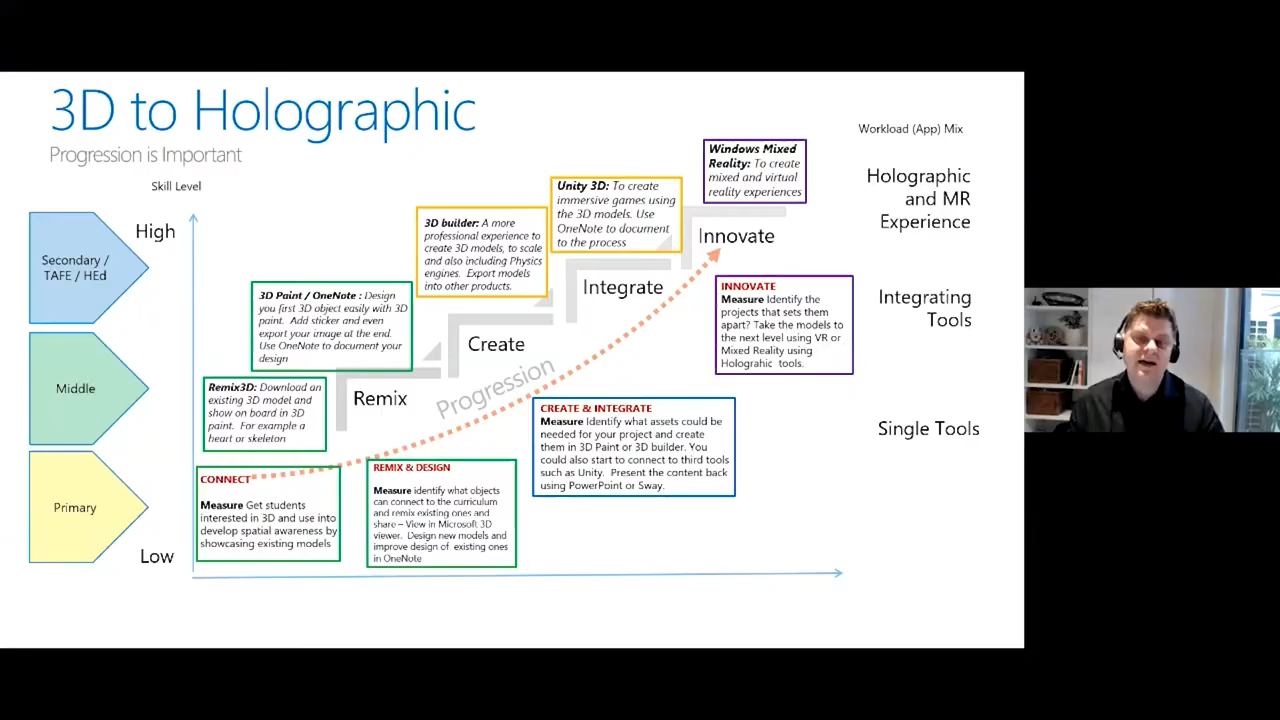 3D to Holographic
Progression is Important
Workload (App) Mix
Skill Level
High
Low
Secondary /
TAFE / HEd
Middle
Primary
Windows Mixed
Reality: To create
mixed and virtual
reality experiences
Unity 3D: To create
immersive games using
the 3D models. Use
OneNote to document
to the process
3D builder: A more
professional experience to
create 3D models, to scale
and also including Physics
engines. Export models
into other products.
3D Paint / OneNote : Design
you first 3D object easily with 3D
paint. Add sticker and even
export your image at the end.
Use OneNote to document your
design
Remix3D: Download an
existing 3D model and
show on board in 3D
paint. For example a
heart or skeleton
Innovate
Integrate
Create
Remix
Progression
CONNECT
Measure Get students
interested in 3D and use into
develop spatial awareness by
showcasing existing models
REMIX & DESIGN
Measure identify what objects
can connect to the curriculum
and remix existing ones and
share – View in Microsoft 3D
viewer. Design new models and
improve design of existing ones
in OneNote
CREATE & INTEGRATE
Measure Identify what assets could be
needed for your project and create
them in 3D Paint or 3D builder. You
could also start to connect to third tools
such as Unity. Present the content back
using PowerPoint or Sway.
INNOVATE
Measure Identify the
projects that sets them
apart? Take the models to
the next level using VR or
Mixed Reality using
Holograhic tools.
Holographic
and MR
Experience
Integrating
Tools
Single Tools